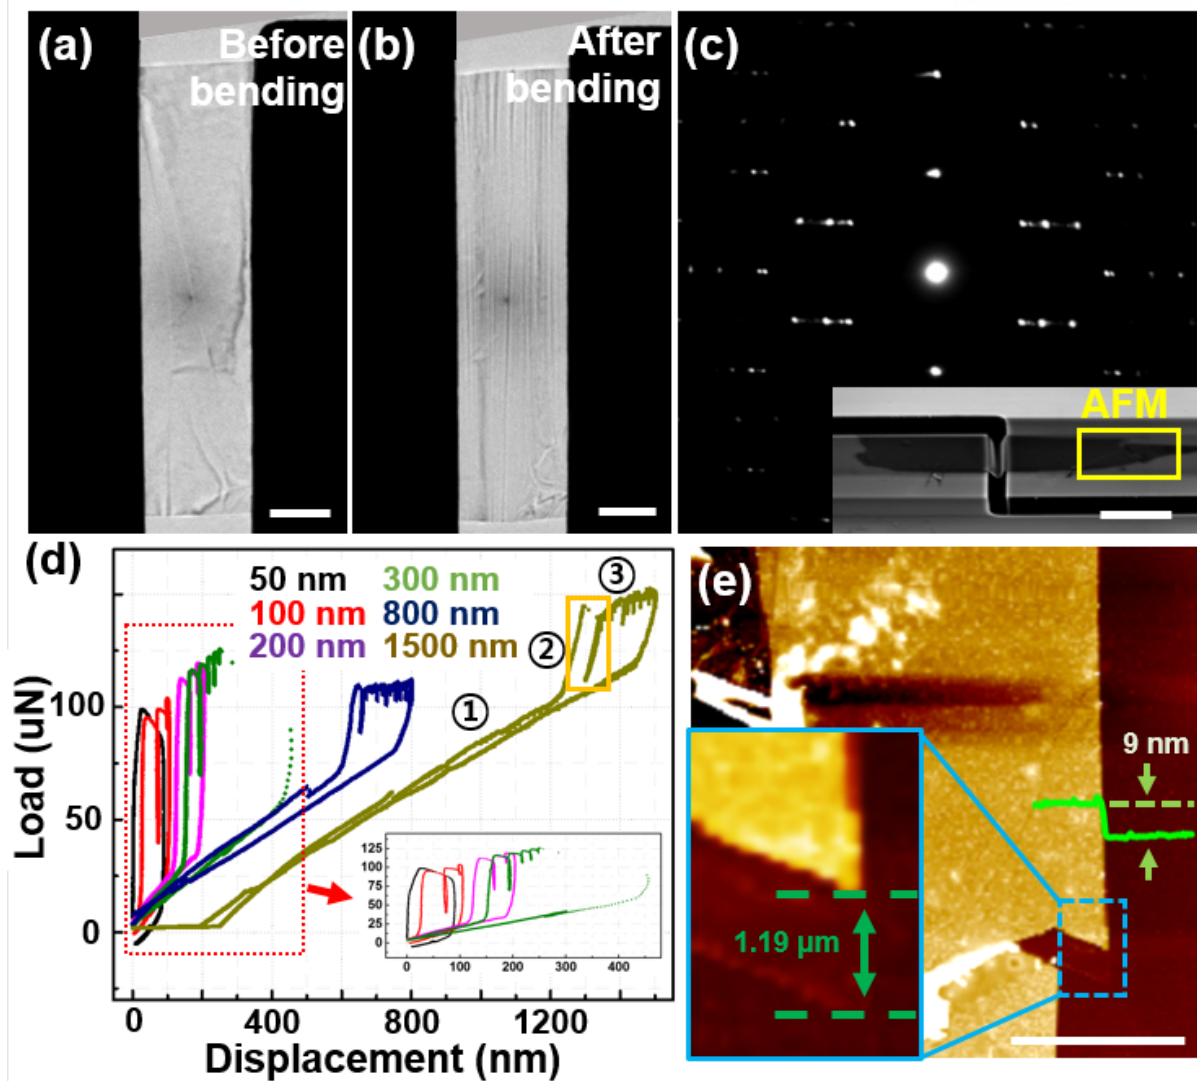 (a)
Before
bending
(b)
After
bending
(c)
AFM
(d)
50 nm
300 nm
100 nm
800 nm
200 nm
1500 nm
①
②
③
Load (uN)
100
50
0
0
400
800
1200
Displacement (nm)
125
100
75
50
25
0
0
100
200
300
400
(e)
9 nm
1.19 µm